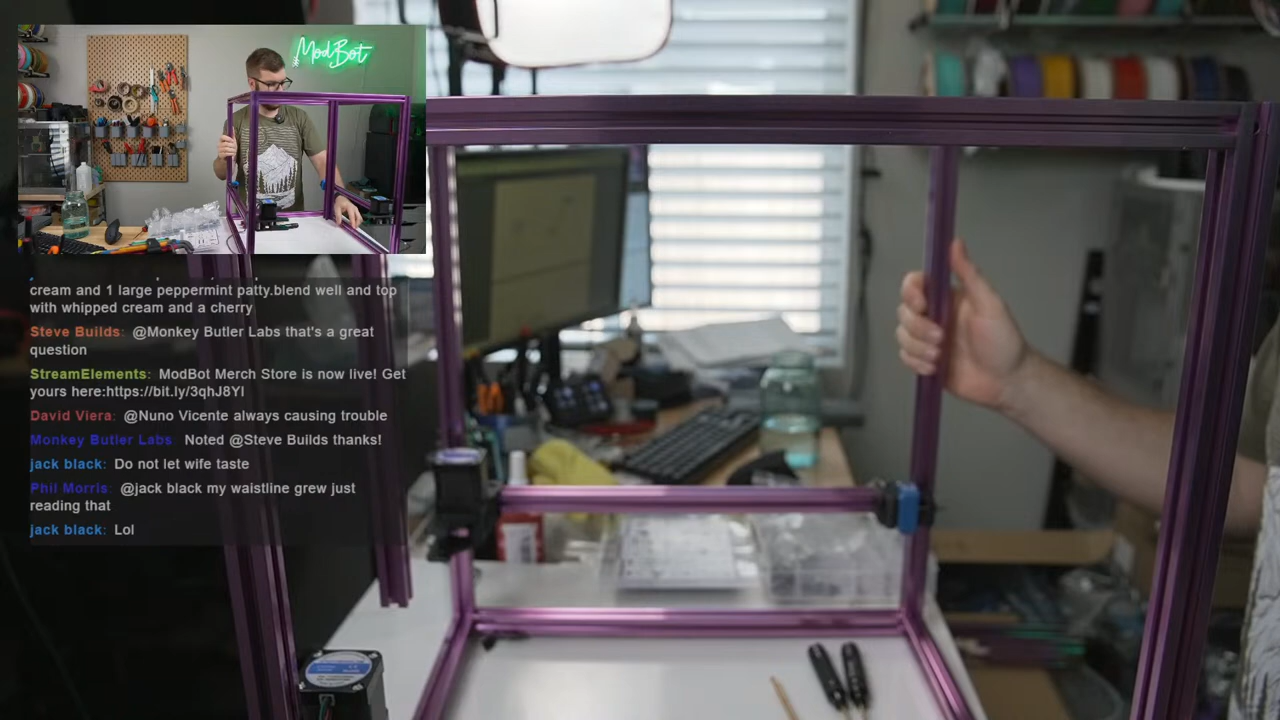 ModBot
cream and 1 large peppermint patty.blend well and top
with whipped cream and a cherry
Steve Builds: @Monkey Butler Labs that's a great
question
StreamElements: ModBot Merch Store is now live! Get
yours here:https://bit.ly/3qhJ8Yl
David Viera: @Nuno Vicente always causing trouble
Monkey Butler Labs Noted @Steve Builds thanks!
jack black: Do not let wife taste
Phil Morris: @jack black my waistline grew just
reading that
jack black: Lol